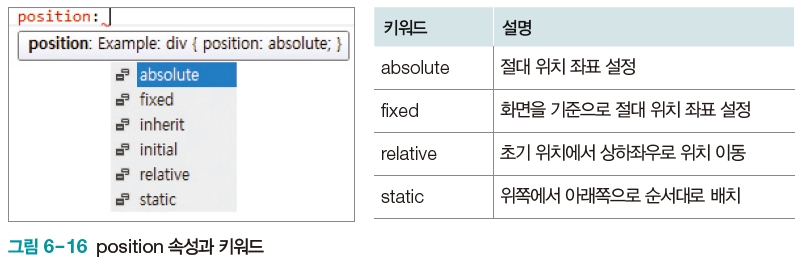 position:
position: Example: div { position: absolute; }
absolute
fixed
inherit
initial
relative
static
키워드 설명
absolute 절대 위치 좌표 설정
fixed 화면을 기준으로 절대 위치 좌표 설정
relative 초기 위치에서 상하좌우로 위치 이동
static 위쪽에서 아래쪽으로 순서대로 배치
그림 6-16 position 속성과 키워드